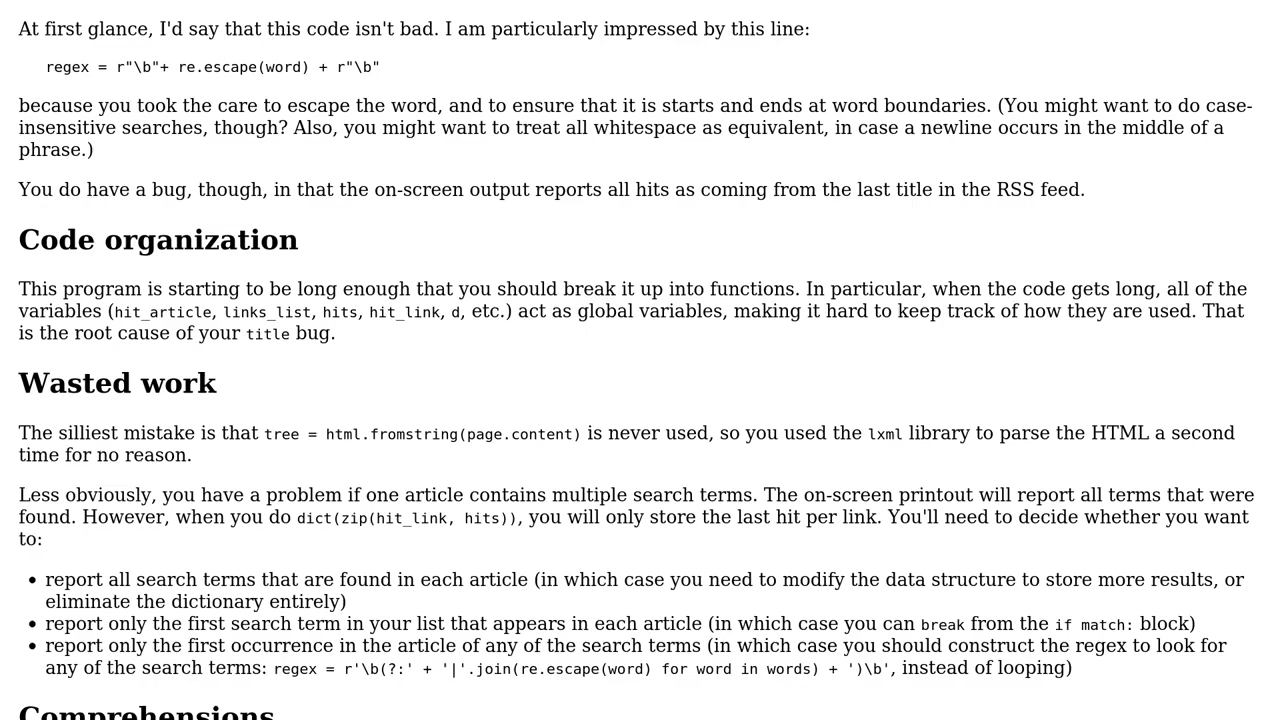 At first glance, I'd say that this code isn't bad. I am particularly impressed by this line:
regex = r"\b"+ re.escape(word) + r"\b"
because you took the care to escape the word, and to ensure that it is starts and ends at word boundaries. (You might want to do case-
insensitive searches, though? Also, you might want to treat all whitespace as equivalent, in case a newline occurs in the middle of a
phrase.)
You do have a bug, though, in that the on-screen output reports all hits as coming from the last title in the RSS feed.
Code organization
This program is starting to be long enough that you should break it up into functions. In particular, when the code gets long, all of the
variables (hit_article, links_list, hits, hit_link, d, etc.) act as global variables, making it hard to keep track of how they are used. That
is the root cause of your title bug.
Wasted work
The silliest mistake is that tree = html.fromstring(page.content) is never used, so you used the lxml library to parse the HTML a second
time for no reason.
Less obviously, you have a problem if one article contains multiple search terms. The on-screen printout will report all terms that were
found. However, when you do dict(zip(hit_link, hits)), you will only store the last hit per link. You'll need to decide whether you want
to:
• report all search terms that are found in each article (in which case you need to modify the data structure to store more results, or
eliminate the dictionary entirely)
• report only the first search term in your list that appears in each article (in which case you can break from the if match: block)
• report only the first occurrence in the article of any of the search terms (in which case you should construct the regex to look for
any of the search terms: regex = r'\b(?:' + '|'.join(re.escape(word) for word in words) + ')\b', instead of looping)
Comprehensions